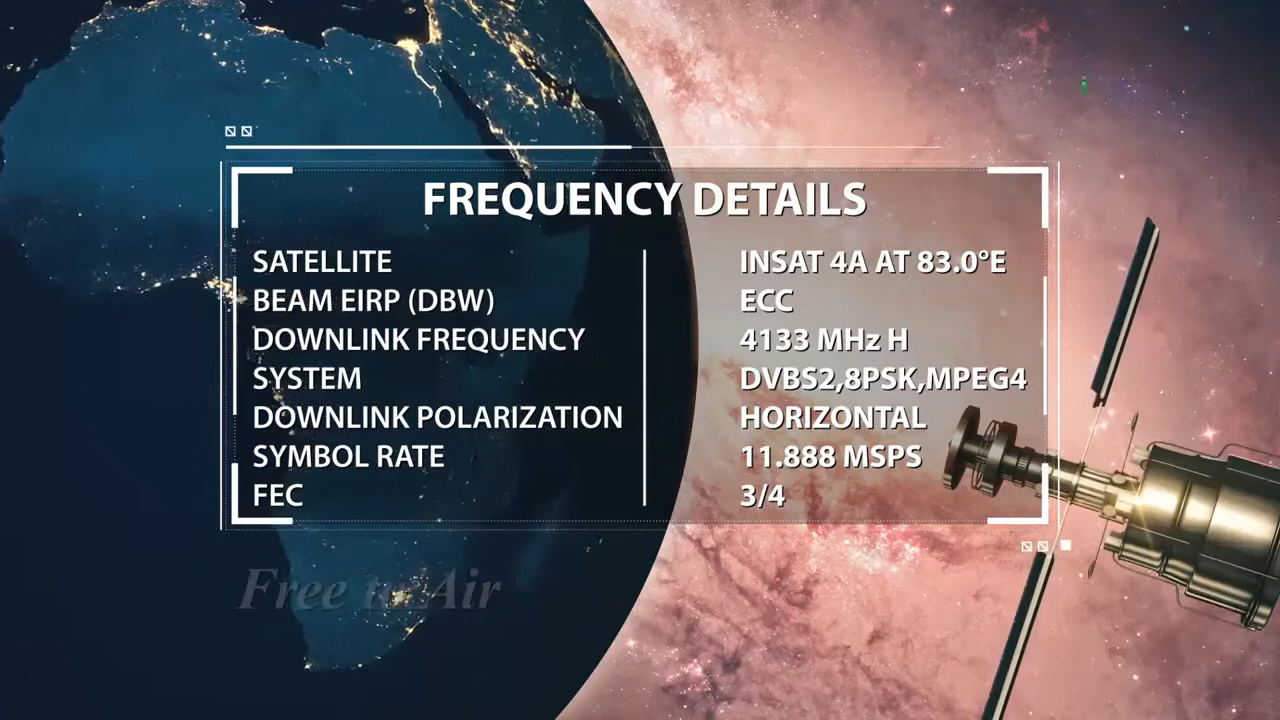 FREQUENCY DETAILS
SATELLITE INSAT 4A AT 83.0°E
BEAM EIRP (DBW) ECC
DOWNLINK FREQUENCY 4133 MHz H
SYSTEM DVBS2,8PSK,MPEG4
DOWNLINK POLARIZATION HORIZONTAL
SYMBOL RATE 11.888 MSPS
FEC 3/4
Free to Air